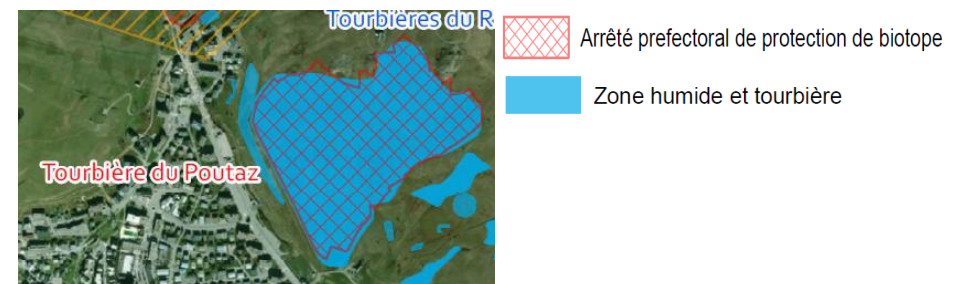 Tourbières du R
Arrêté prefectoral de protection de biotope
Zone humide et tourbière
Tourbière du Poutaz